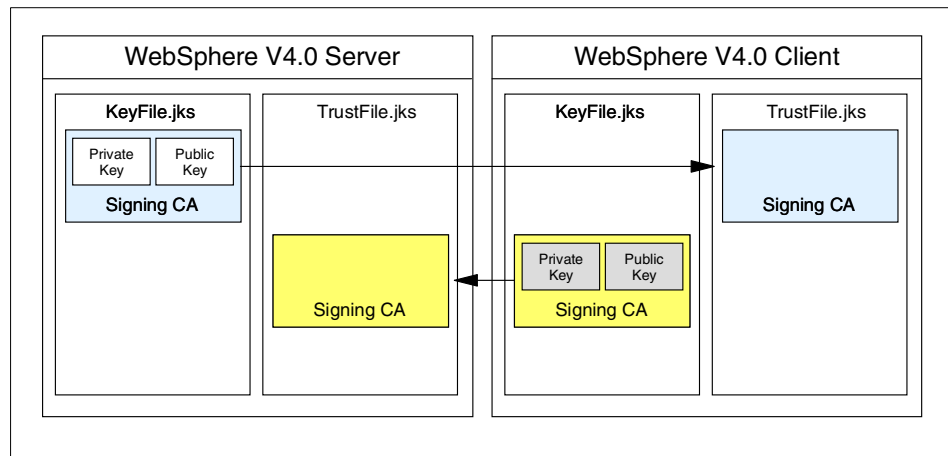 WebSphere V4.0 Server
KeyFile.jks
Private
Key
Public
Key
Signing CA
TrustFile.jks
Signing CA
WebSphere V4.0 Client
KeyFile.jks
Private
Key
Public
Key
Signing CA
TrustFile.jks
Signing CA